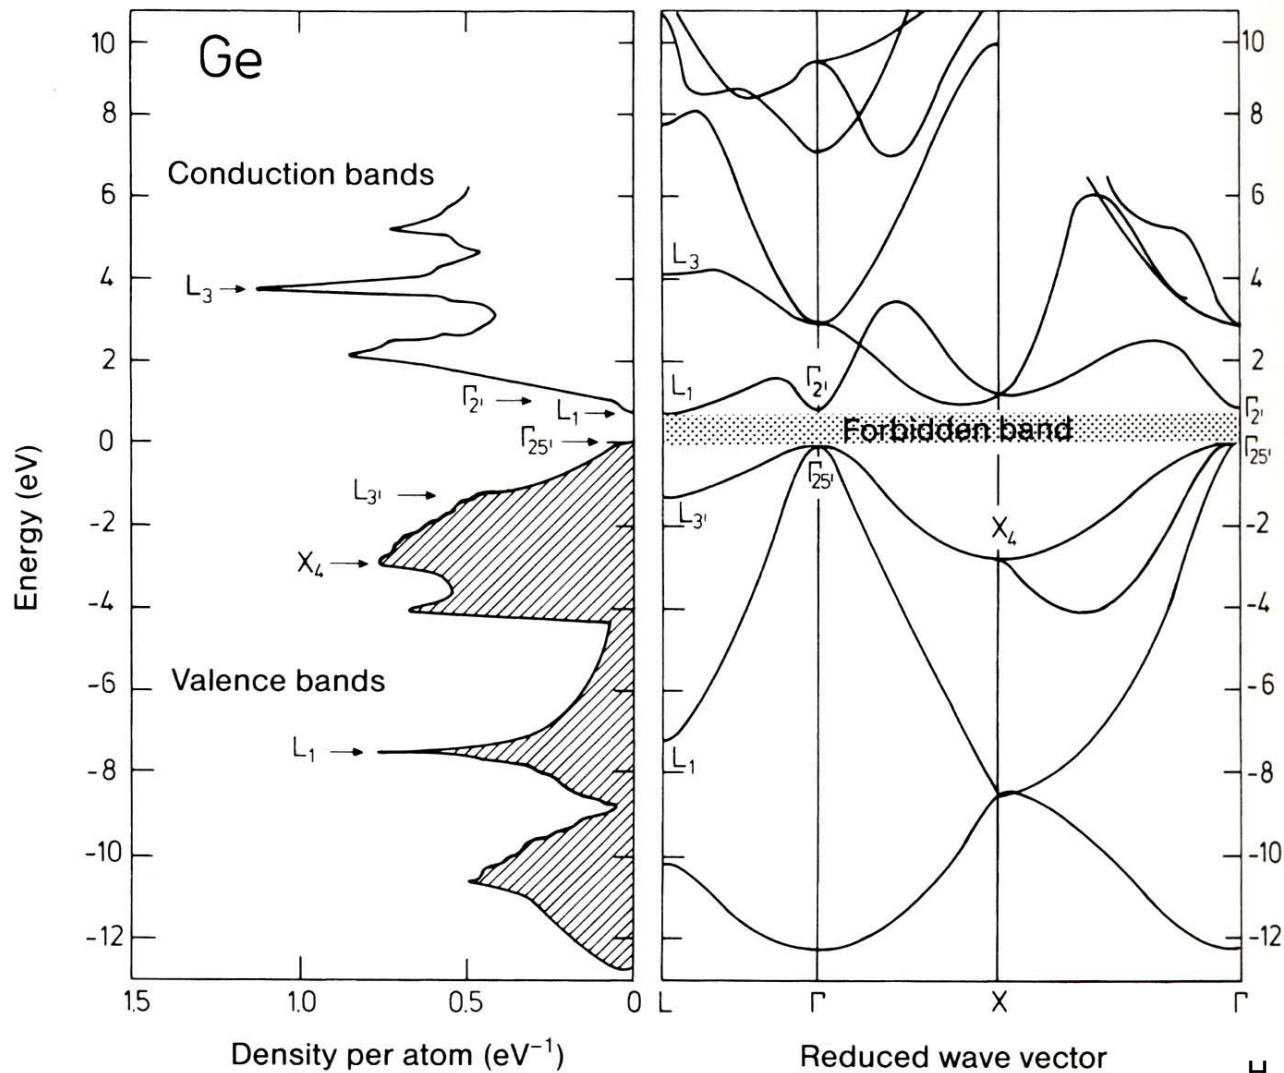 Ge
Conduction bands
Valence bands
Energy (eV)
10
8
6
4
2
0
-2
-4
-6
-8
-10
-12
L3
Γ2'
L1
Γ25'
L3'
X4
L1
1.5 1.0 0.5 0
Density per atom (eV⁻¹)
L3
L1
Γ2'
Forbidden band
Γ25'
L3'
X4
L1
L Γ X Γ
Reduced wave vector
10
8
6
4
2
Γ2'
Γ25'
-2
-4
-6
-8
-10
-12